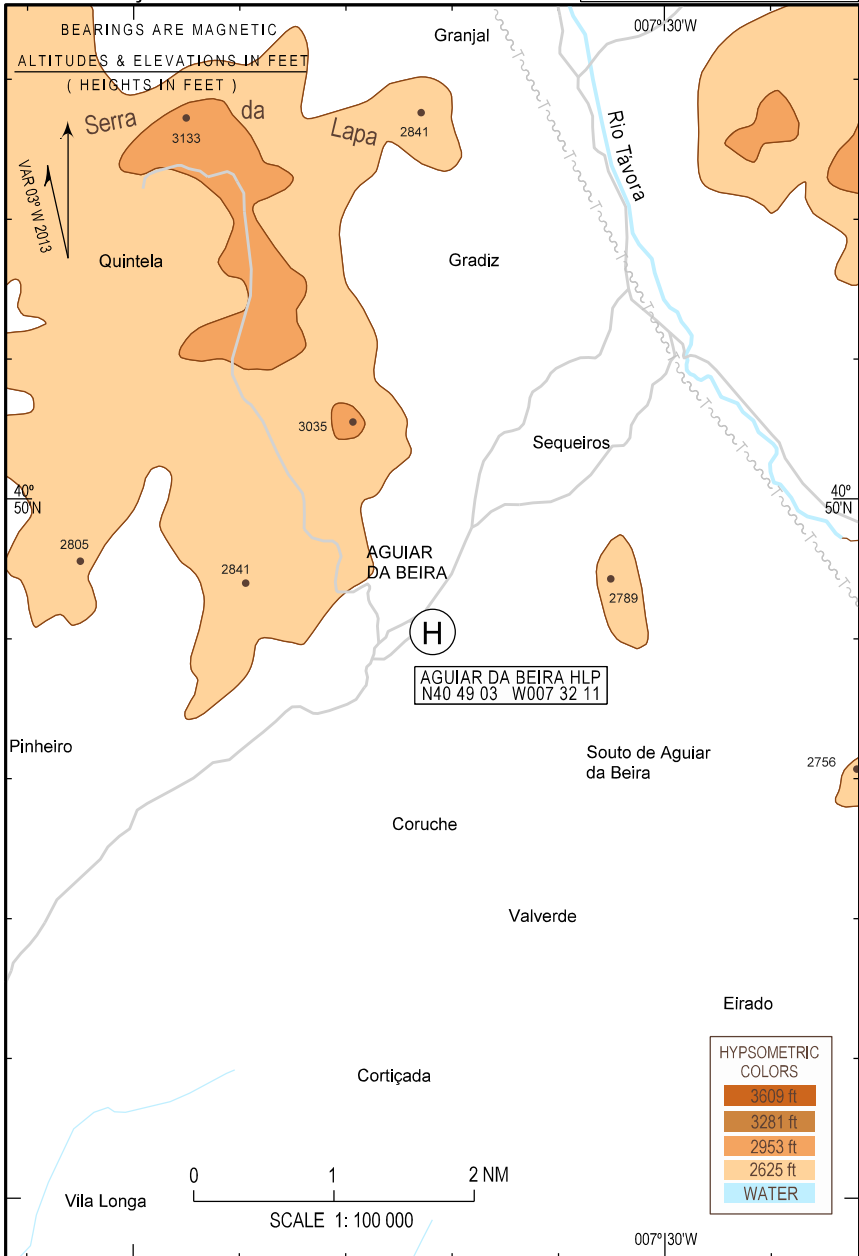 BEARINGS ARE MAGNETIC
ALTITUDES & ELEVATIONS IN FEET
( HEIGHTS IN FEET )
007º30'W
Granjal
Serra da Lapa
3133
2841
Rio Távora
VAR 03º W 2013
Quintela
Gradiz
3035
Sequeiros
40º
50'N
40º
50'N
2805
2841
AGUIAR
DA BEIRA
2789
H
AGUIAR DA BEIRA HLP
N40 49 03 W007 32 11
Pinheiro
Souto de Aguiar
da Beira
2756
Coruche
Valverde
Eirado
Cortiçada
HYPSOMETRIC
COLORS
3609 ft
3281 ft
2953 ft
2625 ft
WATER
0 1 2 NM
SCALE 1: 100 000
Vila Longa
007º30'W
T T T T T T T T T T T